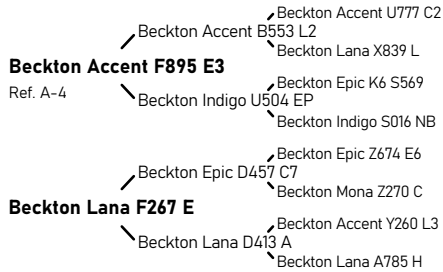 Beckton Accent U777 C2
Beckton Accent B553 L2
Beckton Lana X839 L
Beckton Accent F895 E3
Ref. A-4
Beckton Epic K6 S569
Beckton Indigo U504 EP
Beckton Indigo S016 NB
Beckton Epic Z674 E6
Beckton Epic D457 C7
Beckton Mona Z270 C
Beckton Lana F267 E
Beckton Accent Y260 L3
Beckton Lana D413 A
Beckton Lana A785 H